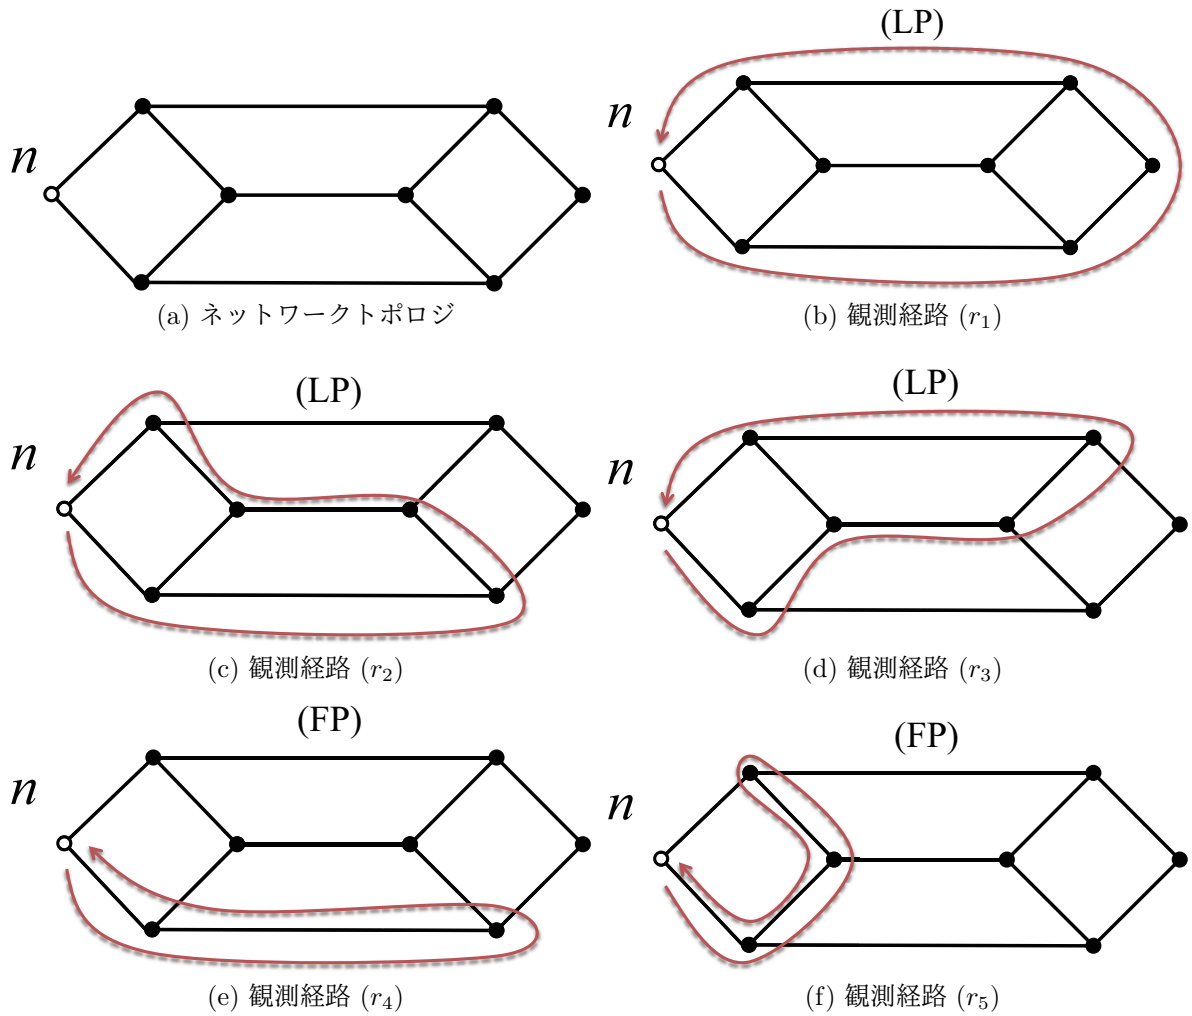 n
(a) ネットワークトポロジ
(LP)
n
(b) 観測経路 (r₁)
(LP)
n
(c) 観測経路 (r₂)
(LP)
n
(d) 観測経路 (r₃)
(FP)
n
(e) 観測経路 (r₄)
(FP)
n
(f) 観測経路 (r₅)